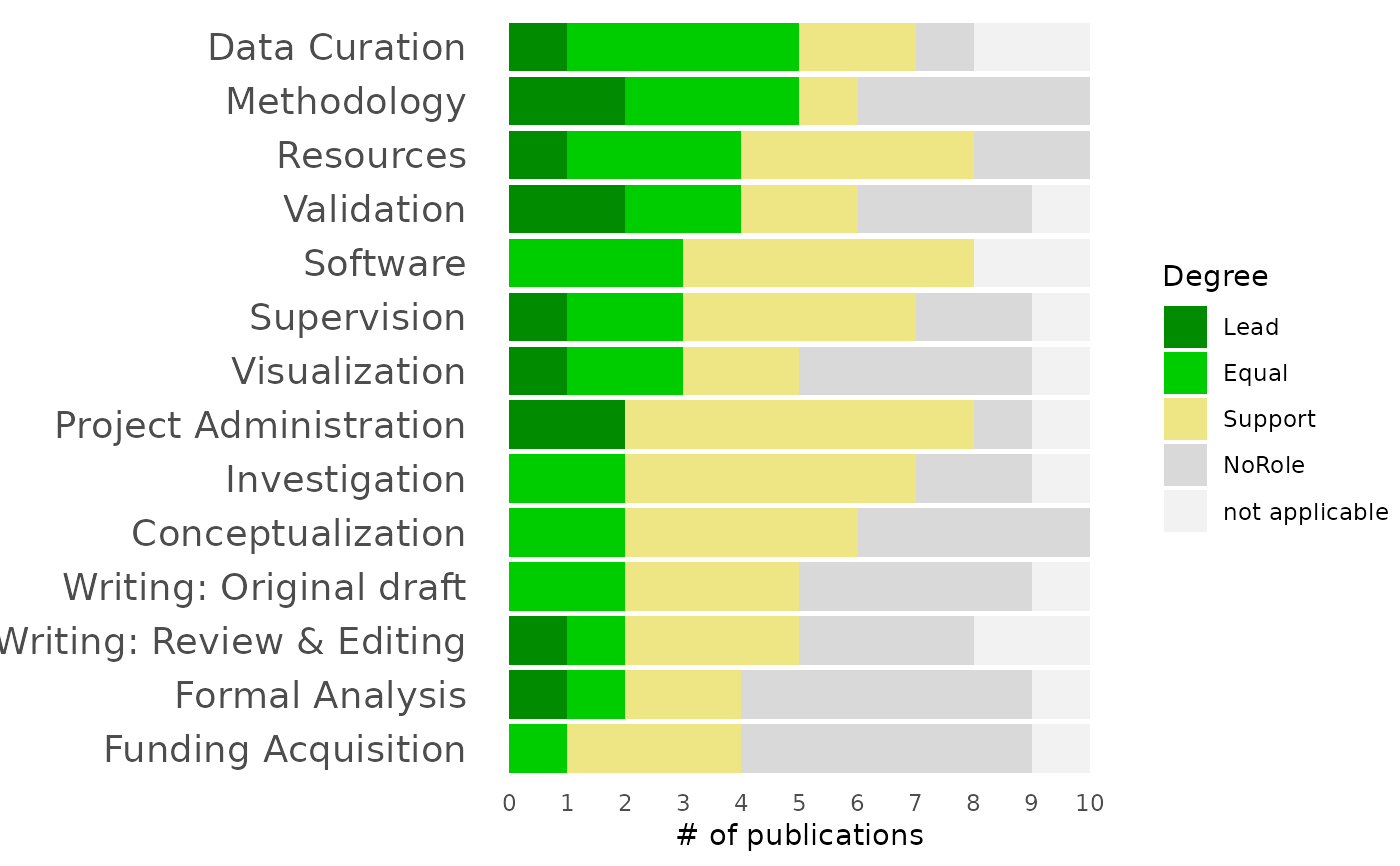 Data Curation
Methodology
Resources
Validation
Software
Supervision
Visualization
Project Administration
Investigation
Conceptualization
Writing: Original draft
Writing: Review & Editing
Formal Analysis
Funding Acquisition
0 1 2 3 4 5 6 7 8 9 10
# of publications
Degree
Lead
Equal
Support
NoRole
not applicable